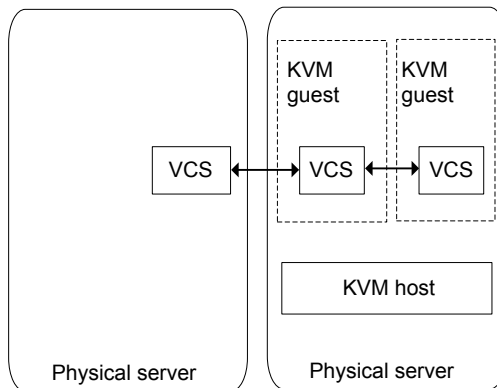 KVM
guest
KVM
guest
VCS
VCS
VCS
KVM host
Physical server
Physical server